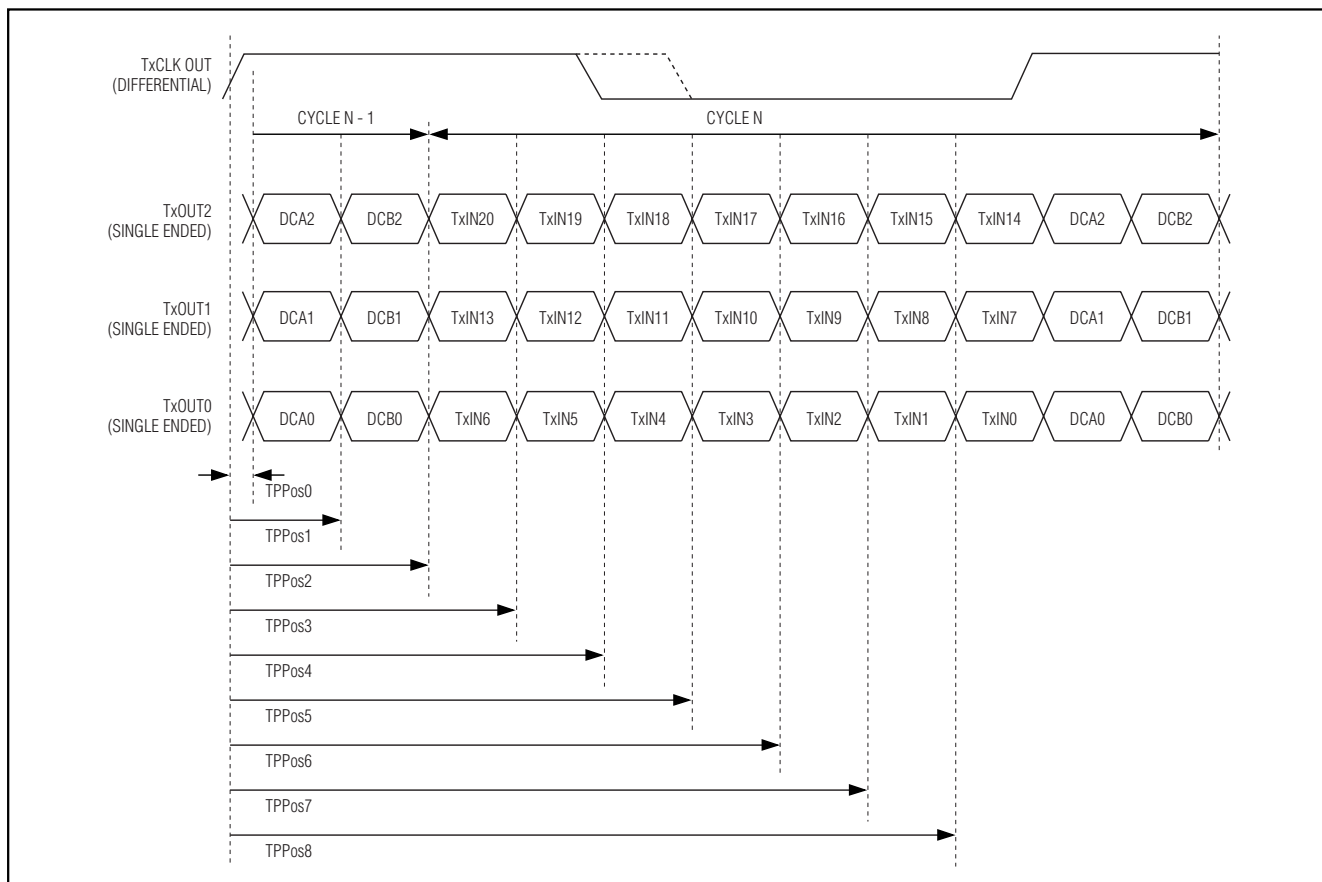 TxCLK OUT
(DIFFERENTIAL)
CYCLE N - 1 CYCLE N
TxOUT2
(SINGLE ENDED)
DCA2 DCB2 TxIN20 TxIN19 TxIN18 TxIN17 TxIN16 TxIN15 TxIN14 DCA2 DCB2
TxOUT1
(SINGLE ENDED)
DCA1 DCB1 TxIN13 TxIN12 TxIN11 TxIN10 TxIN9 TxIN8 TxIN7 DCA1 DCB1
TxOUT0
(SINGLE ENDED)
DCA0 DCB0 TxIN6 TxIN5 TxIN4 TxIN3 TxIN2 TxIN1 TxIN0 DCA0 DCB0
TPPos0
TPPos1
TPPos2
TPPos3
TPPos4
TPPos5
TPPos6
TPPos7
TPPos8